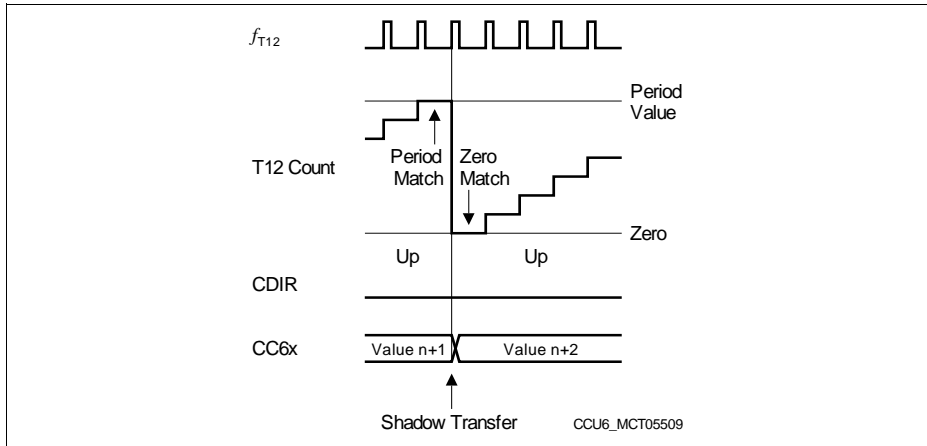 fT12
Period
Value
Period
Match
Zero
Match
T12 Count
Zero
Up
Up
CDIR
CC6x
Value n+1
Value n+2
Shadow Transfer
CCU6_MCT05509